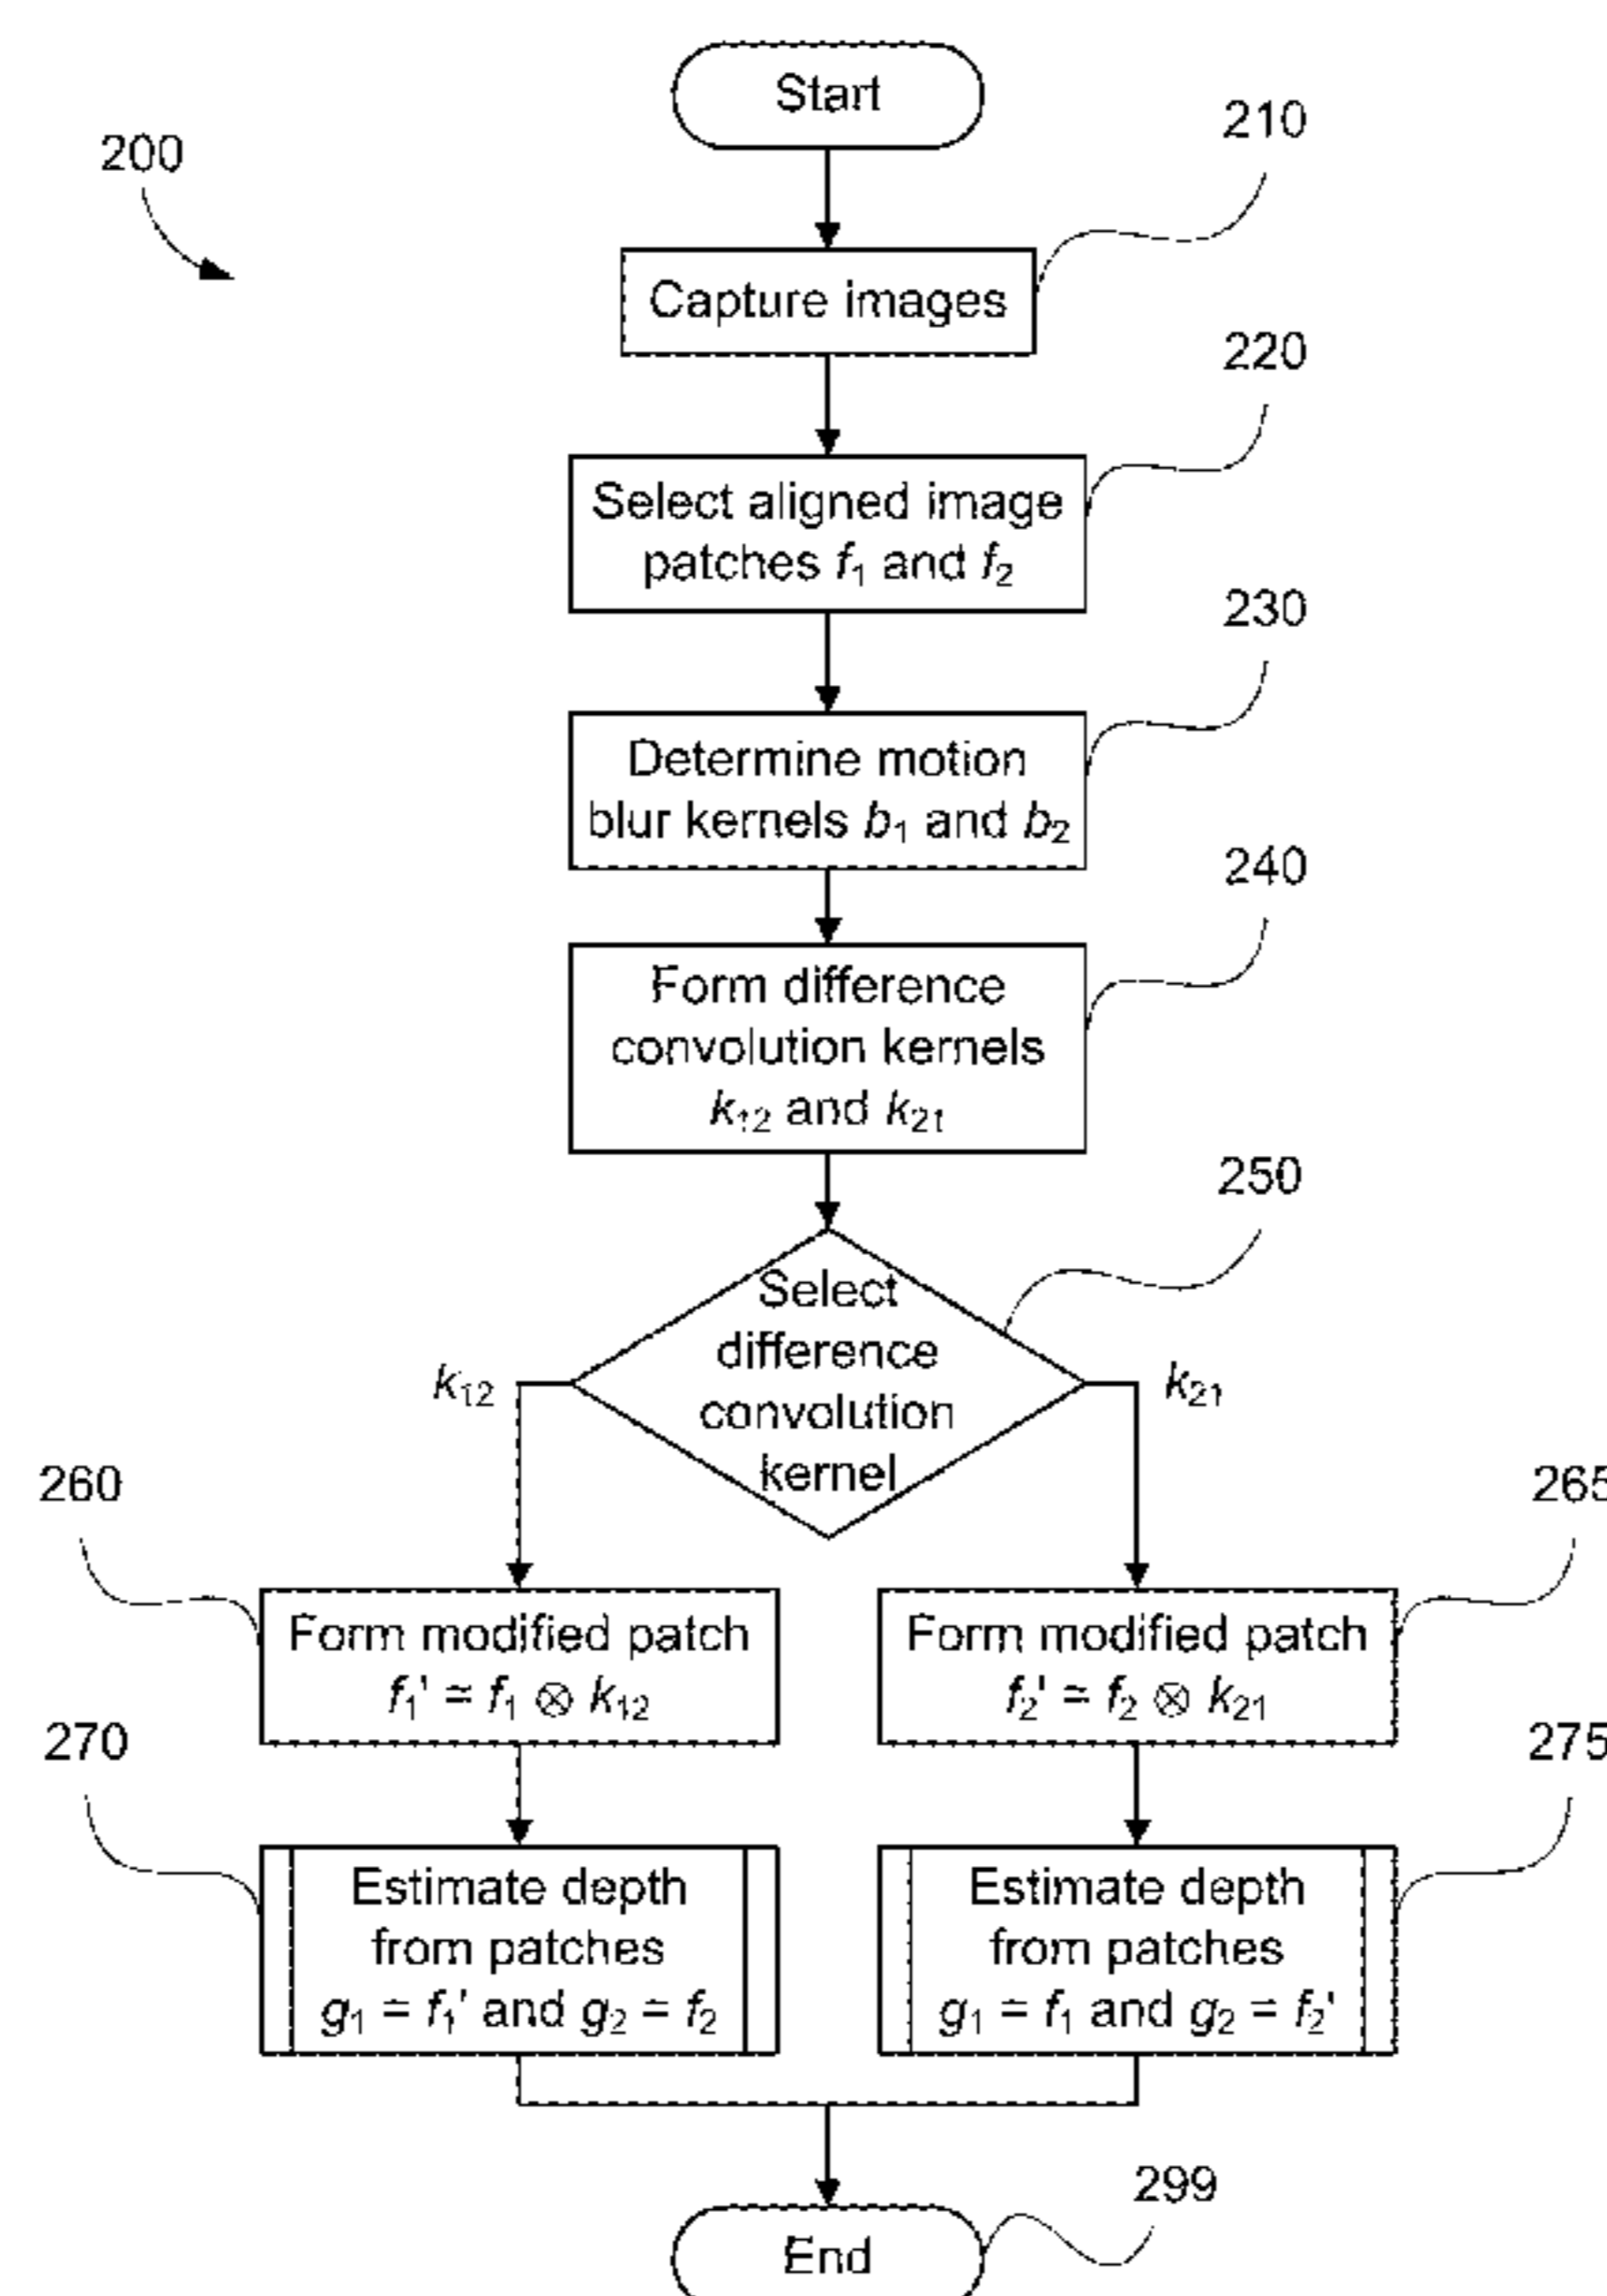 Start
200
210
Capture images
220
Select aligned image
patches f₁ and f₂
230
Determine motion
blur kernels b₁ and b₂
240
Form difference
convolution kernels
k₁₂ and k₂₁
250
Select
difference
convolution
kernel
k₁₂
k₂₁
260
265
Form modified patch
f₁' = f₁ ⊗ k₁₂
Form modified patch
f₂' = f₂ ⊗ k₂₁
270
275
Estimate depth
from patches
g₁ = f₁' and g₂ = f₂
Estimate depth
from patches
g₁ = f₁ and g₂ = f₂'
299
End